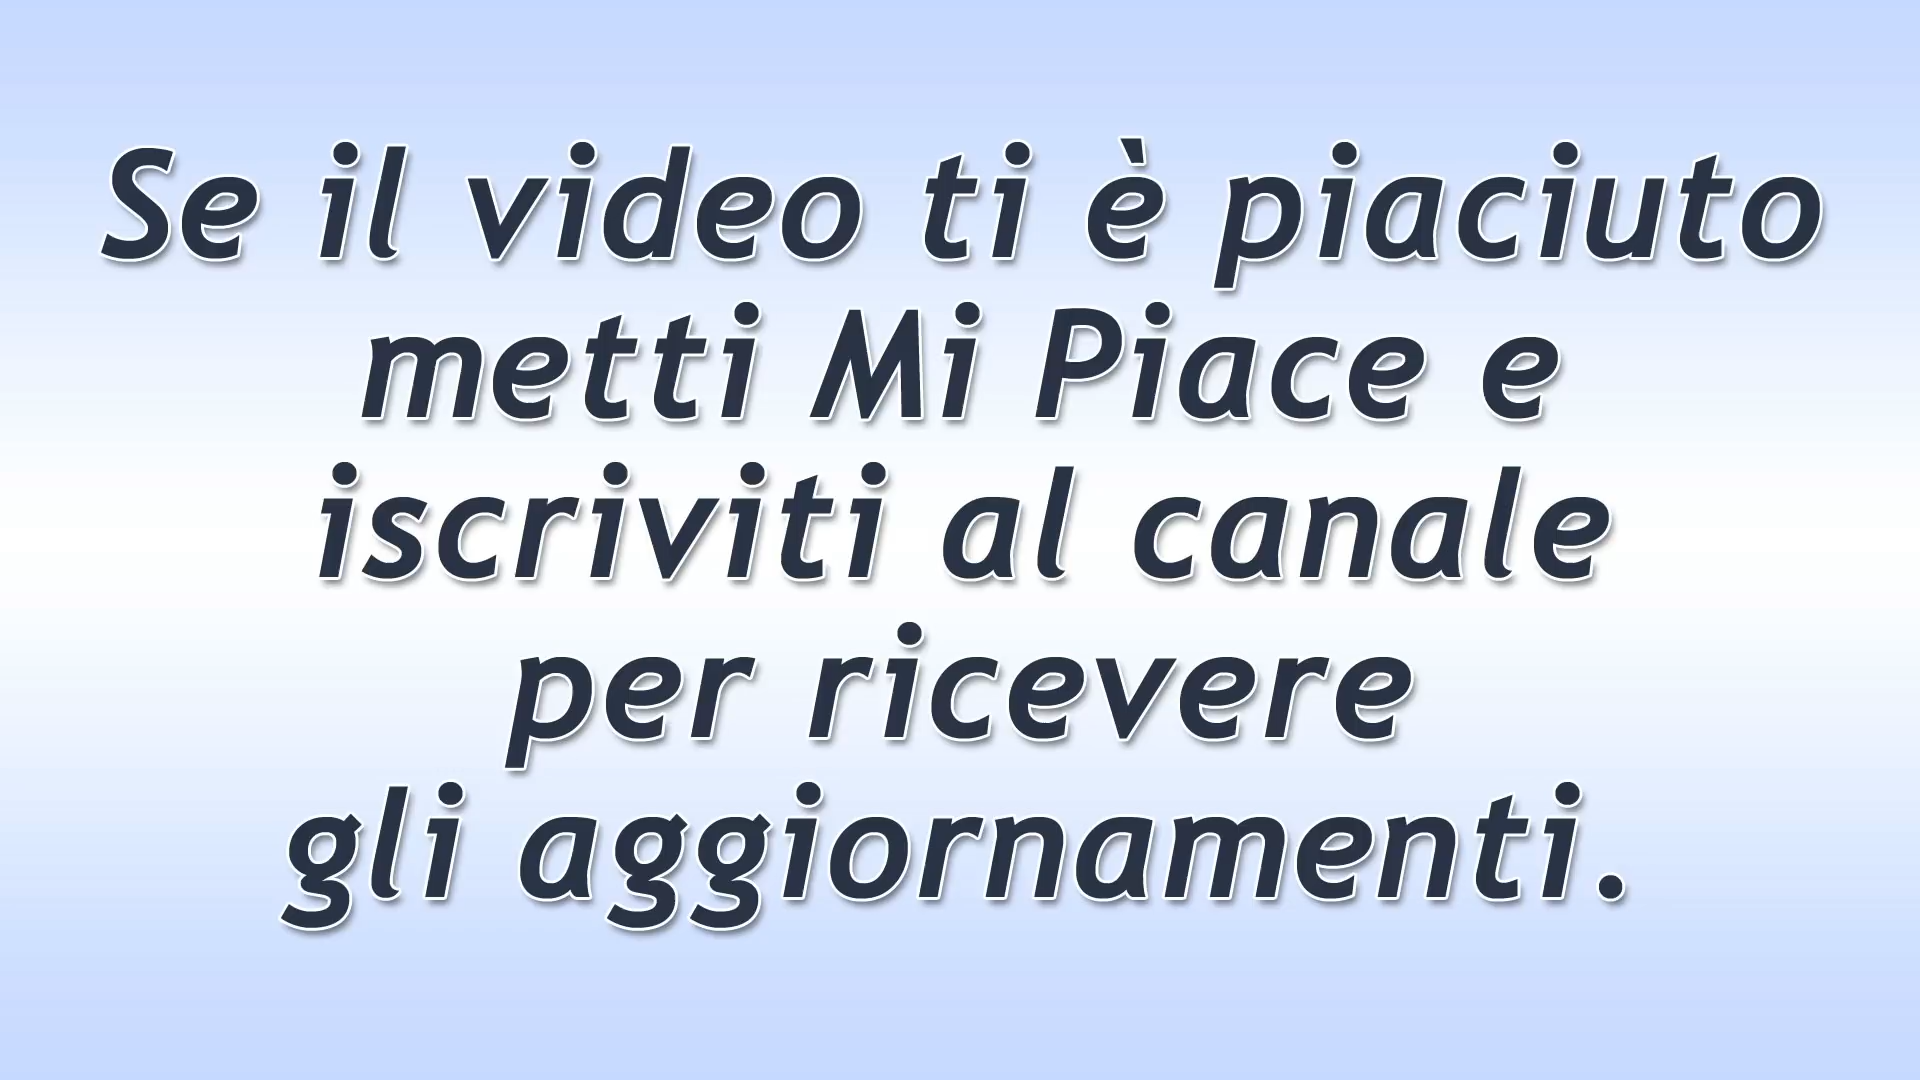 Se il video ti è piaciuto
metti Mi Piace e
iscriviti al canale
per ricevere
gli aggiornamenti.